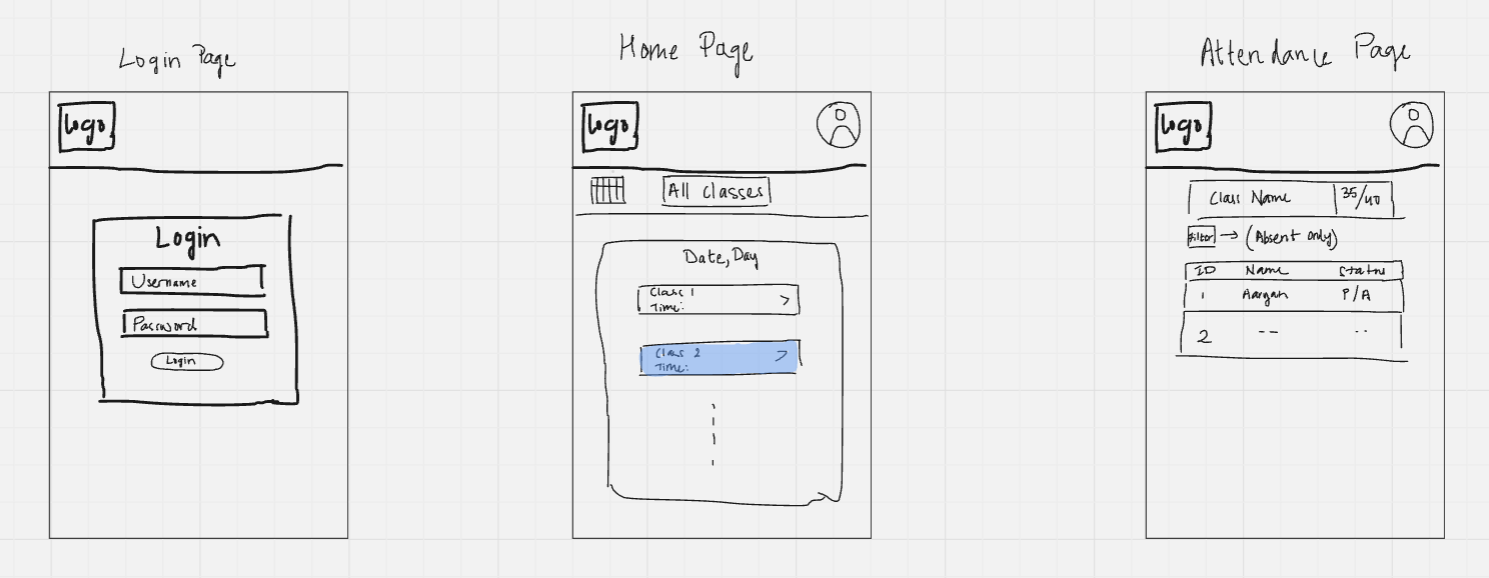 Login Page
Logo
Login
Username
Password
Login
Home Page
Logo
All Classes
Date, Day
Class 1
Time:
Class 2
Time:
Attendance Page
Logo
Class Name 35/40
Filter → (Absent only)
ID Name Status
1 Aaryan P/A
2 -- ..